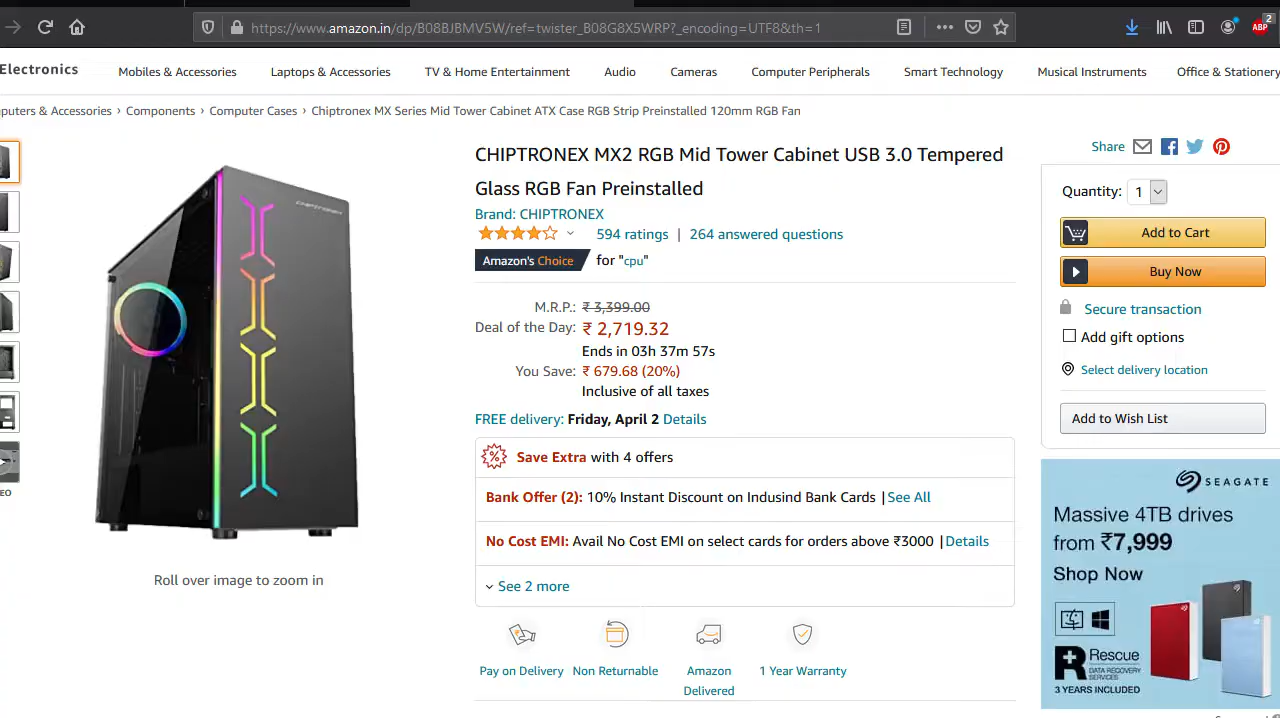 https://www.amazon.in/dp/B08BJBMV5W/ref=twister_B08G8X5WRP?_encoding=UTF8&th=1
ABP
2
Electronics
Mobiles & Accessories
Laptops & Accessories
TV & Home Entertainment
Audio
Cameras
Computer Peripherals
Smart Technology
Musical Instruments
Office & Stationery
puters & Accessories › Components › Computer Cases › Chiptronex MX Series Mid Tower Cabinet ATX Case RGB Strip Preinstalled 120mm RGB Fan
CHIPTRONEX
EO
Roll over image to zoom in
CHIPTRONEX MX2 RGB Mid Tower Cabinet USB 3.0 Tempered
Glass RGB Fan Preinstalled
Brand: CHIPTRONEX
594 ratings | 264 answered questions
Amazon's Choice for "cpu"
M.R.P.: ₹ 3,399.00
Deal of the Day: ₹ 2,719.32
Ends in 03h 37m 57s
You Save: ₹ 679.68 (20%)
Inclusive of all taxes
FREE delivery: Friday, April 2 Details
Save Extra with 4 offers
Bank Offer (2): 10% Instant Discount on Indusind Bank Cards | See All
No Cost EMI: Avail No Cost EMI on select cards for orders above ₹3000 | Details
See 2 more
Pay on Delivery
Non Returnable
Amazon
Delivered
1 Year Warranty
Share
Quantity: 1
Add to Cart
Buy Now
Secure transaction
Add gift options
Select delivery location
Add to Wish List
SEAGATE
Massive 4TB drives
from ₹7,999
Shop Now
Rescue
DATA RECOVERY
SERVICES
3 YEARS INCLUDED